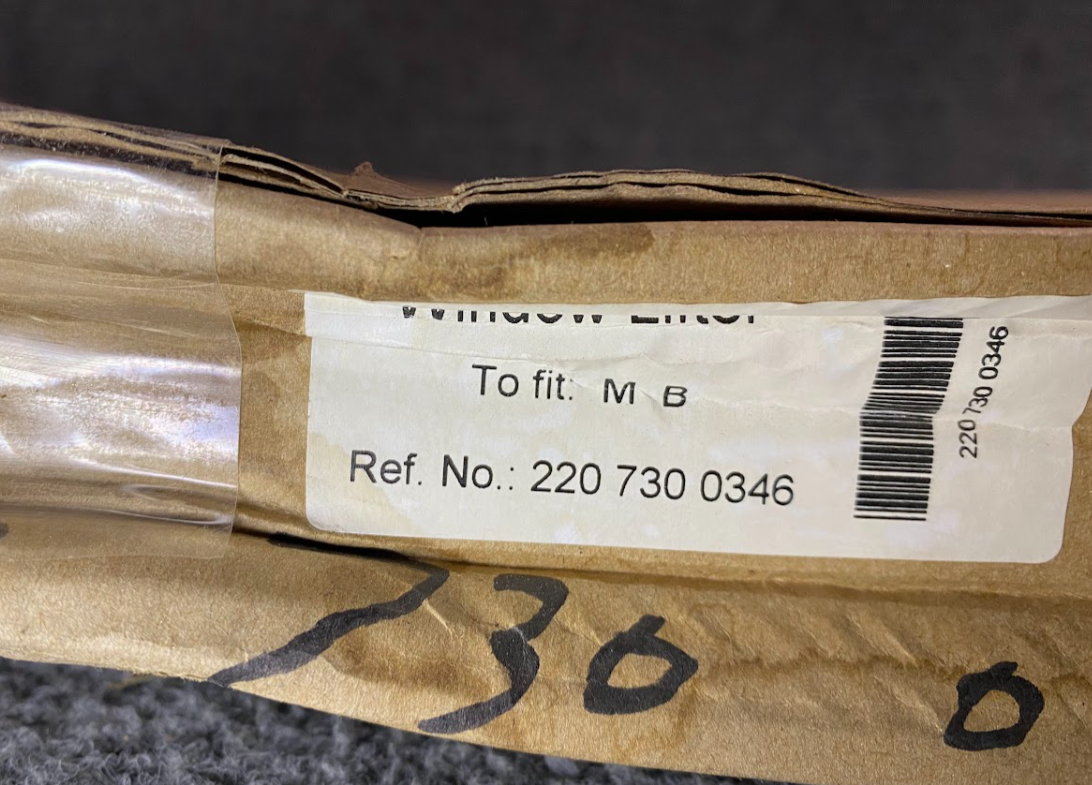 Window Lifter
To fit: M B
Ref. No.: 220 730 0346
220 730 0346
730 0